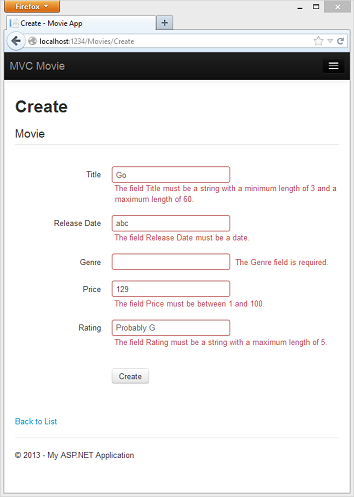 Firefox
Create - Movie App
localhost:1234/Movies/Create
MVC Movie
Create
Movie
Title
Go
The field Title must be a string with a minimum length of 3 and a
maximum length of 60.
Release Date
abc
The field Release Date must be a date.
Genre
The Genre field is required.
Price
129
The field Price must be between 1 and 100.
Rating
Probably G
The field Rating must be a string with a maximum length of 5.
Create
Back to List
© 2013 - My ASP.NET Application